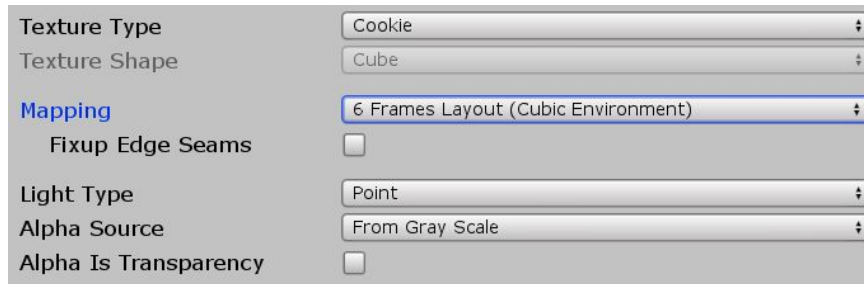 Texture Type Cookie
Texture Shape Cube
Mapping 6 Frames Layout (Cubic Environment)
Fixup Edge Seams
Light Type Point
Alpha Source From Gray Scale
Alpha Is Transparency